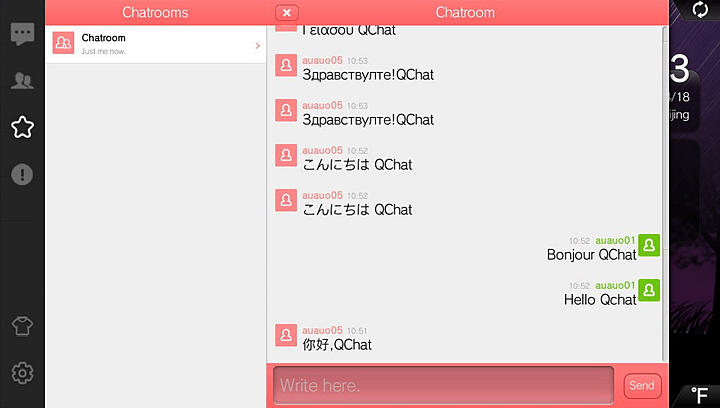 Chatrooms
Chatroom
Just me now.
Chatroom
Γειάσου QChat
auauo05 10:53
Здравствулте!QChat
auauo05 10:53
Здравствулте!QChat
auauo05 10:52
こんにちは QChat
auauo05 10:52
こんにちは QChat
10:52 auauo01
Bonjour QChat
10:52 auauo01
Hello Qchat
auauo05 10:51
你好,QChat
Write here.
Send
3
/18
jing
°F